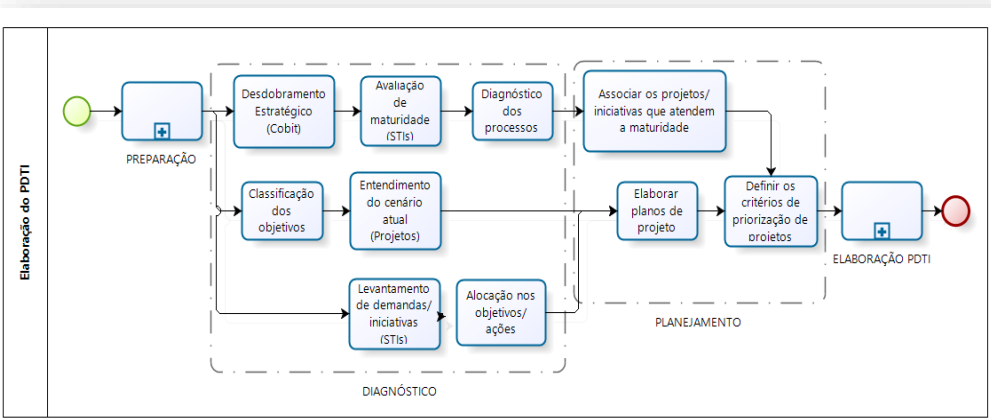 Elaboração do PDTI
PREPARAÇÃO
Desdobramento
Estratégico
(Cobit)
Avaliação
de
maturidade
(STIs)
Diagnóstico
dos
processos
Classificação
dos
objetivos
Entendimento
do cenário
atual
(Projetos)
Levantamento
de demandas/
iniciativas
(STIs)
Alocação nos
objetivos/
ações
DIAGNÓSTICO
Associar os projetos/
iniciativas que atendem
a maturidade
Elaborar
planos de
projeto
Definir os
critérios de
priorização de
projetos
PLANEJAMENTO
ELABORAÇÃO PDTI